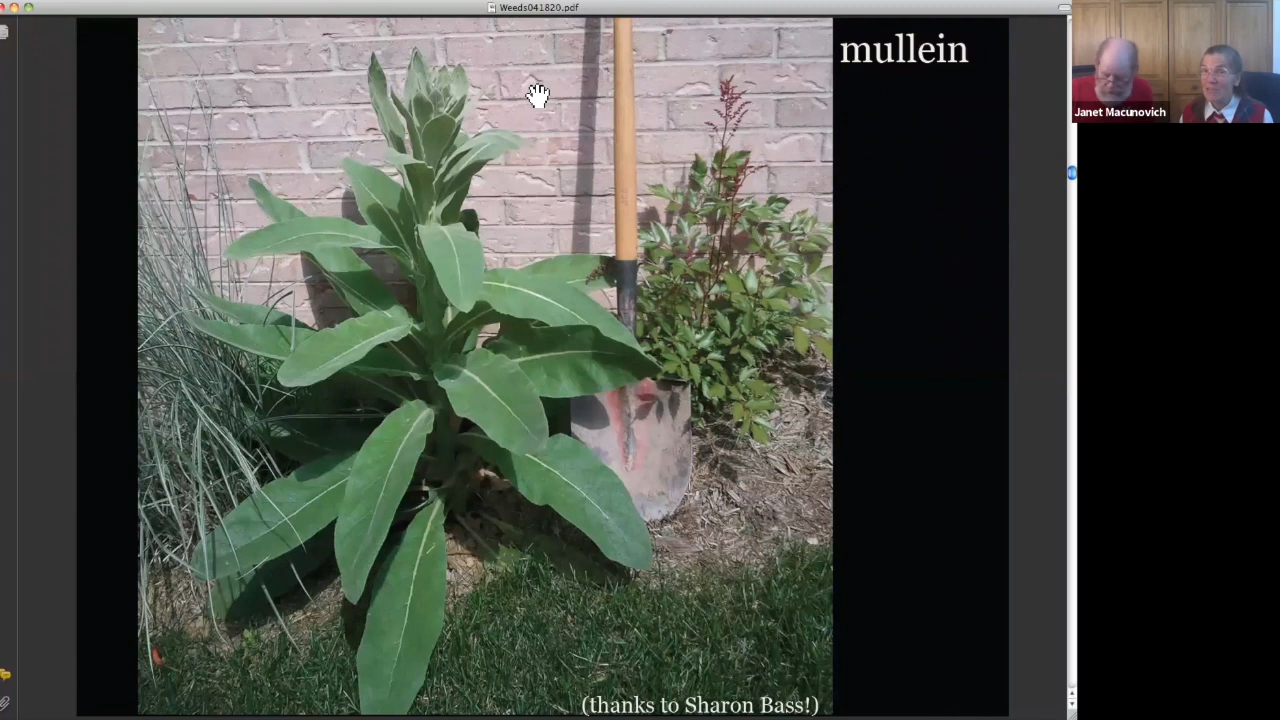 Weeds041820.pdf
mullein
Janet Macunovich
(thanks to Sharon Bass!)